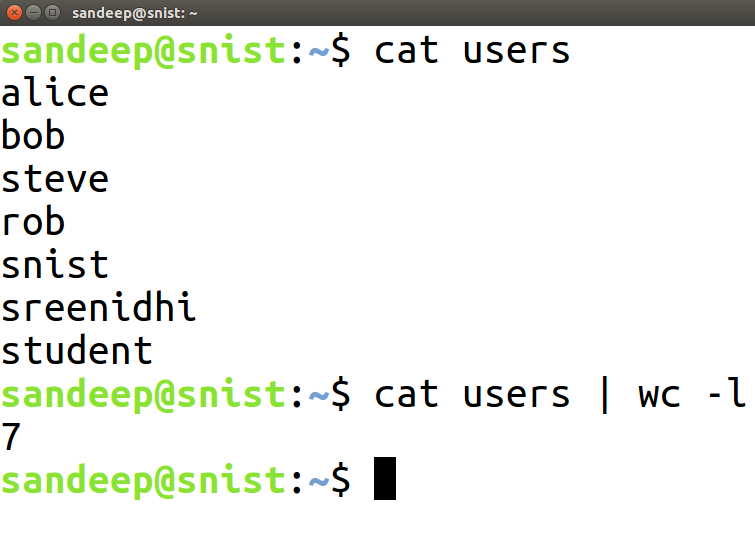 sandeep@snist: ~
sandeep@snist:~$ cat users
alice
bob
steve
rob
snist
sreenidhi
student
sandeep@snist:~$ cat users | wc -l
7
sandeep@snist:~$